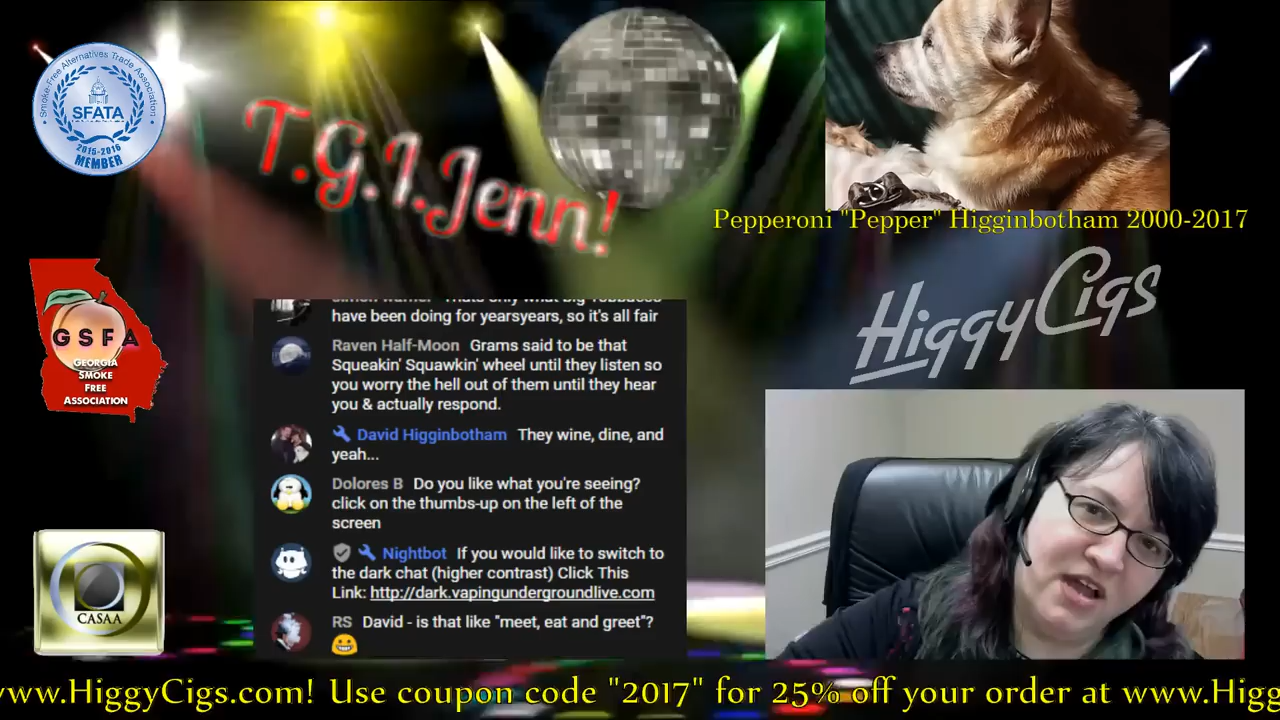 Smoke-Free Alternatives Trade Association
SFATA
2015-2016
MEMBER
T.G.I.Jenn!
Pepperoni "Pepper" Higginbotham 2000-2017
HiggyCigs
GSFA
GEORGIA
SMOKE
FREE
ASSOCIATION
CASAA
have been doing for yearsyears, so it's all fair
Raven Half-Moon Grams said to be that
Squeakin' Squawkin' wheel until they listen so
you worry the hell out of them until they hear
you & actually respond.
David Higginbotham They wine, dine, and
yeah...
Dolores B Do you like what you're seeing?
click on the thumbs-up on the left of the
screen
Nightbot If you would like to switch to
the dark chat (higher contrast) Click This
Link: http://dark.vapingundergroundlive.com
RS David - is that like "meet, eat and greet"?
www.HiggyCigs.com! Use coupon code "2017" for 25% off your order at www.Higg